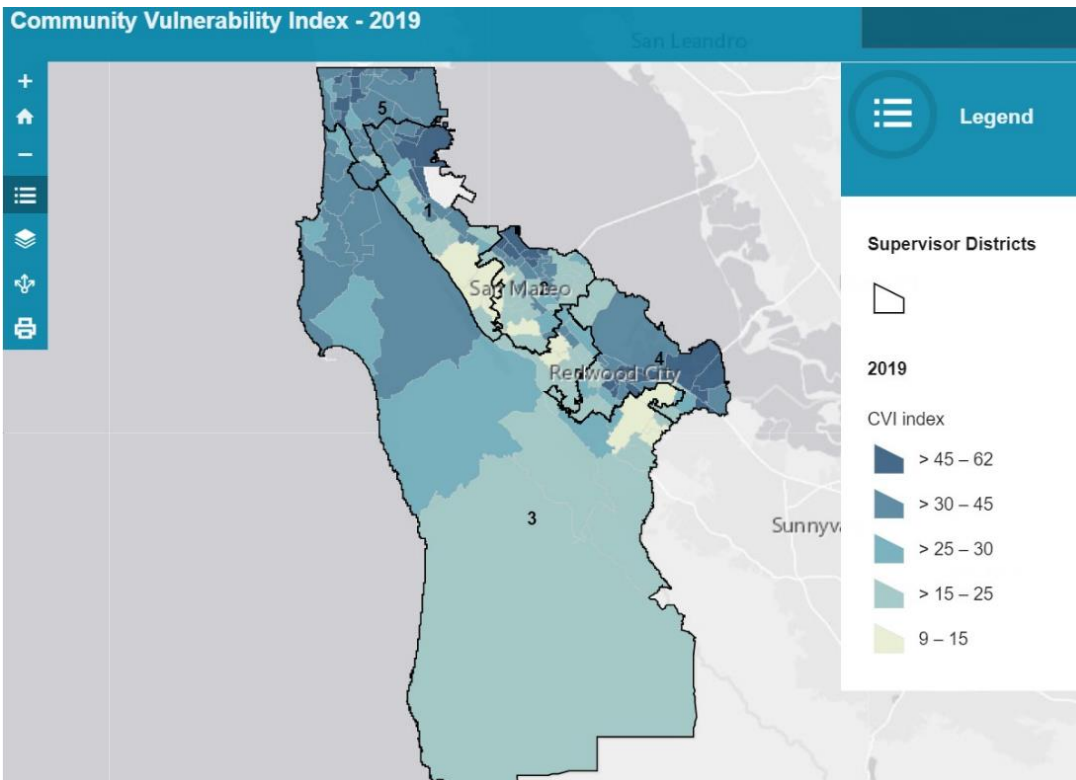 Community Vulnerability Index - 2019
San Leandro
Legend
5
1
Supervisor Districts
San Mateo
2
2019
4
Redwood City
CVI index
> 45 – 62
> 30 – 45
3
Sunnyva
> 25 – 30
> 15 – 25
9 – 15